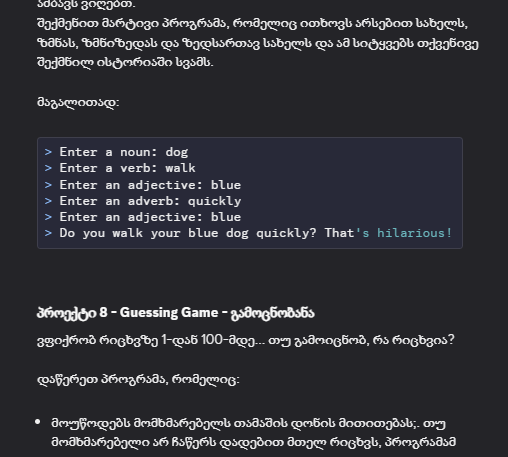 ამბავს ვიღებთ.
შექმენით მარტივი პროგრამა, რომელიც ითხოვს არსებით სახელს,
ზმნას, ზმნიზედას და ზედსართავ სახელს და ამ სიტყვებს თქვენივე
შექმნილ ისტორიაში სვამს.
მაგალითად:
> Enter a noun: dog
> Enter a verb: walk
> Enter an adjective: blue
> Enter an adverb: quickly
> Enter an adjective: blue
> Do you walk your blue dog quickly? That's hilarious!
პროექტი 8 - Guessing Game - გამოცნობანა
ვფიქრობ რიცხვზე 1-დან 100-მდე... თუ გამოიცნობ, რა რიცხვია?
დაწერეთ პროგრამა, რომელიც:
• მოუწოდებს მომხმარებელს თამაშის დონის მითითებას;. თუ
მომხმარებელი არ ჩაწერს დადებით მთელ რიცხვს, პროგრამამ